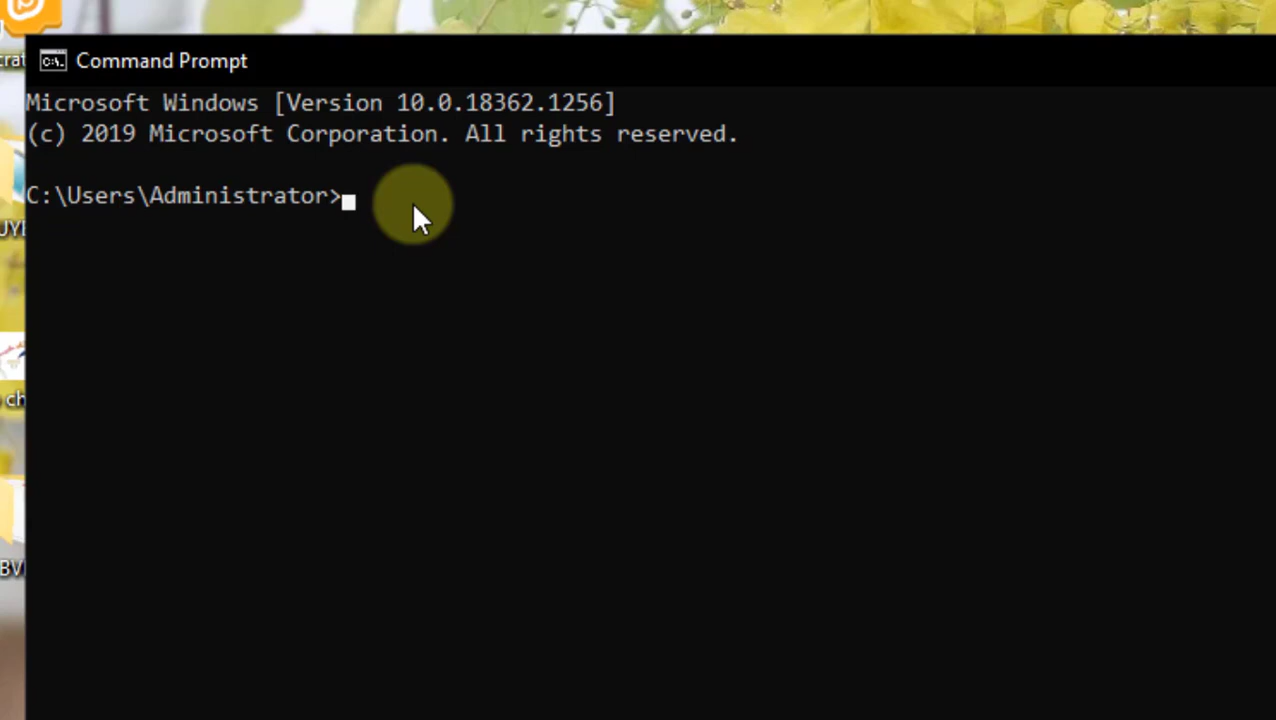 Command Prompt
Microsoft Windows [Version 10.0.18362.1256]
(c) 2019 Microsoft Corporation. All rights reserved.
C:\Users\Administrator>